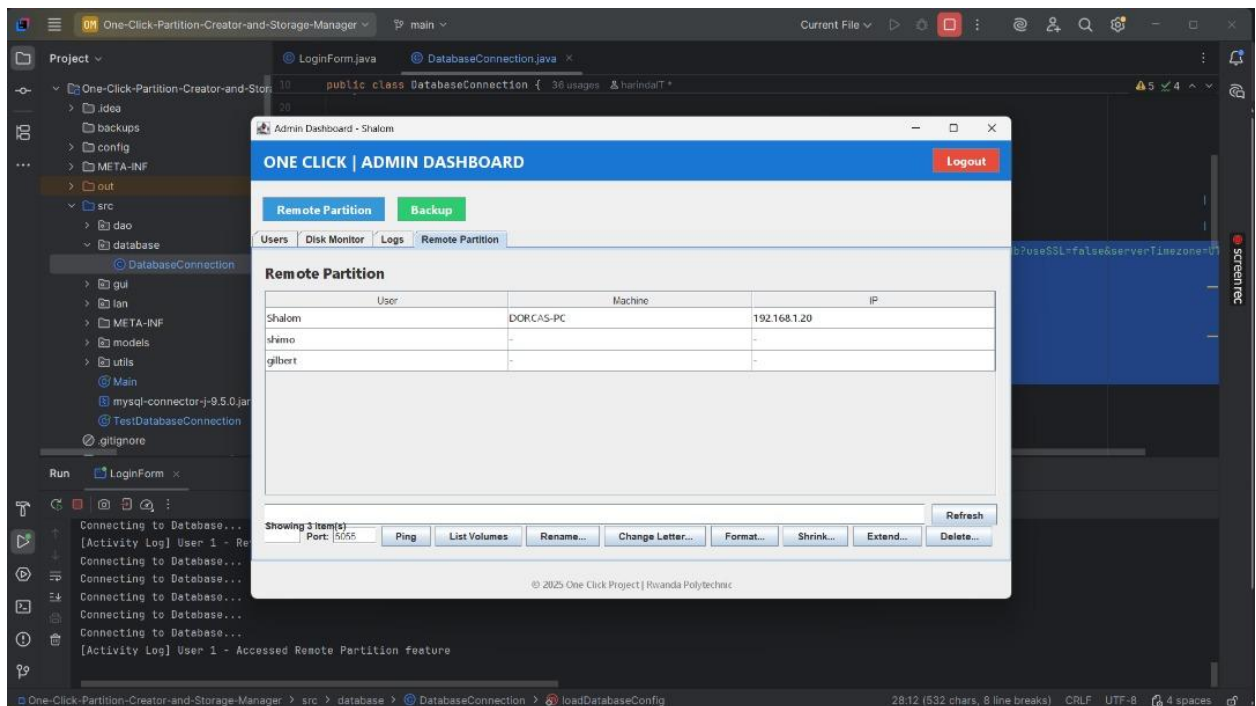 OM One-Click-Partition-Creator-and-Storage-Manager main Current File
Project LoginForm.java DatabaseConnection.java
10 public class DatabaseConnection { 36 usages harindaIT * 5 4
One-Click-Partition-Creator-and-Stor
.idea 20
backups
config
META-INF
out
src
dao
database
DatabaseConnection
gui
lan
META-INF
models
utils
Main
mysql-connector-j-9.5.0.jar
TestDatabaseConnection
.gitignore
Admin Dashboard - Shalom
ONE CLICK | ADMIN DASHBOARD Logout
Remote Partition Backup
Users Disk Monitor Logs Remote Partition
b?useSSL=false&serverTimezone=UT
Remote Partition
User Machine IP
Shalom DORCAS-PC 192.168.1.20
shimo - -
gilbert - -
Refresh
Showing 3 item(s)
Port: 5055 Ping List Volumes Rename... Change Letter... Format... Shrink... Extend... Delete...
© 2025 One Click Project | Rwanda Polytechnic
screenrec
Run LoginForm
Connecting to Database...
[Activity Log] User 1 - Re
Connecting to Database...
Connecting to Database...
Connecting to Database...
Connecting to Database...
Connecting to Database...
[Activity Log] User 1 - Accessed Remote Partition feature
One-Click-Partition-Creator-and-Storage-Manager > src > database > DatabaseConnection > loadDatabaseConfig 28:12 (532 chars, 8 line breaks) CRLF UTF-8 4 spaces